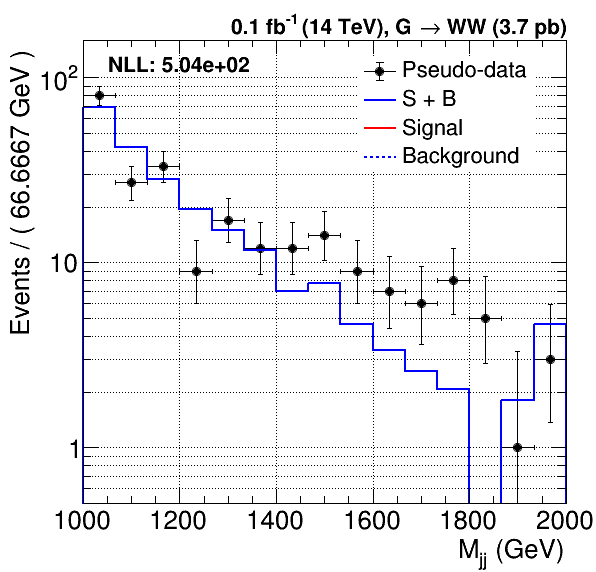 0.1 fb⁻¹ (14 TeV), G → WW (3.7 pb)
NLL: 5.04e+02
Pseudo-data
S + B
Signal
Background
Events / ( 66.6667 GeV )
10²
10
1
1000 1200 1400 1600 1800 2000
M_jj (GeV)